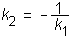 k₂ = -1/k₁